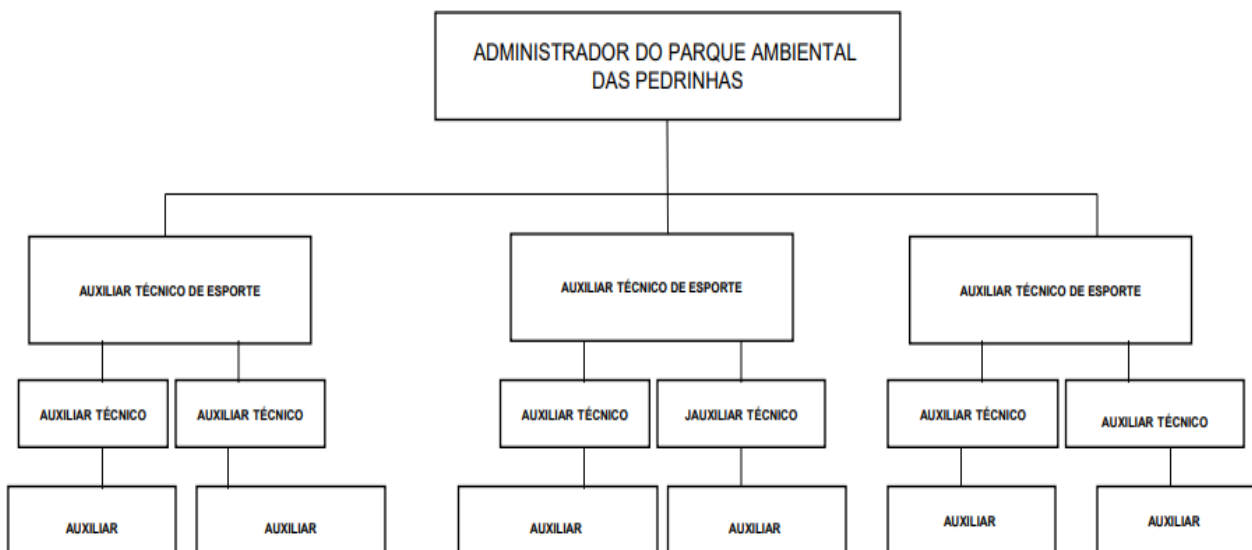 ADMINISTRADOR DO PARQUE AMBIENTAL
DAS PEDRINHAS
AUXILIAR TÉCNICO DE ESPORTE
AUXILIAR TÉCNICO DE ESPORTE
AUXILIAR TÉCNICO DE ESPORTE
AUXILIAR TÉCNICO
AUXILIAR TÉCNICO
AUXILIAR TÉCNICO
JAUXILIAR TÉCNICO
AUXILIAR TÉCNICO
AUXILIAR TÉCNICO
AUXILIAR
AUXILIAR
AUXILIAR
AUXILIAR
AUXILIAR
AUXILIAR